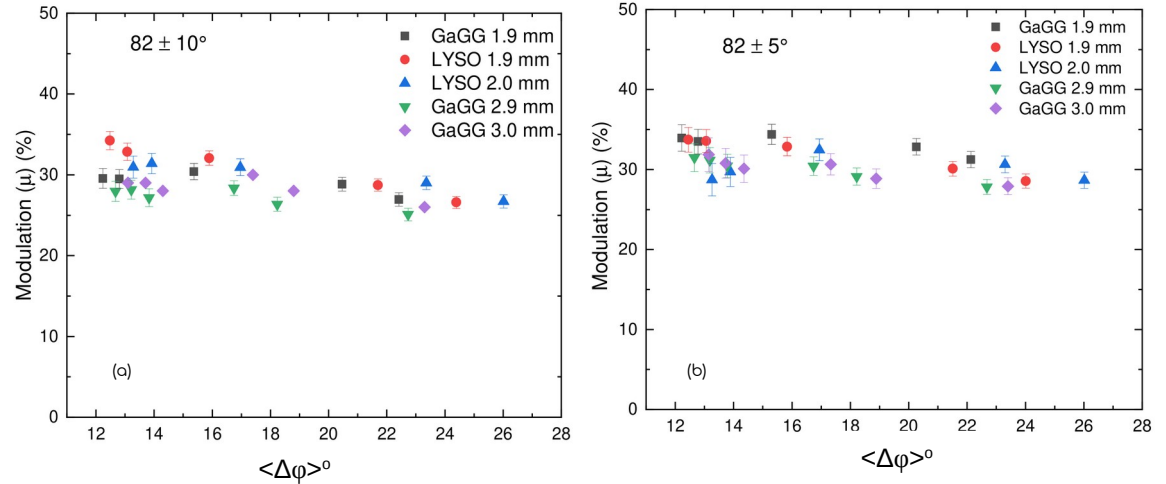 82 ± 10°
GaGG 1.9 mm
LYSO 1.9 mm
LYSO 2.0 mm
GaGG 2.9 mm
GaGG 3.0 mm
Modulation (μ) (%)
50
40
30
20
10
0
(a)
12 14 16 18 20 22 24 26 28
<Δφ>°
82 ± 5°
GaGG 1.9 mm
LYSO 1.9 mm
LYSO 2.0 mm
GaGG 2.9 mm
GaGG 3.0 mm
Modulation (μ) (%)
50
40
30
20
10
0
(b)
12 14 16 18 20 22 24 26 28
<Δφ>°